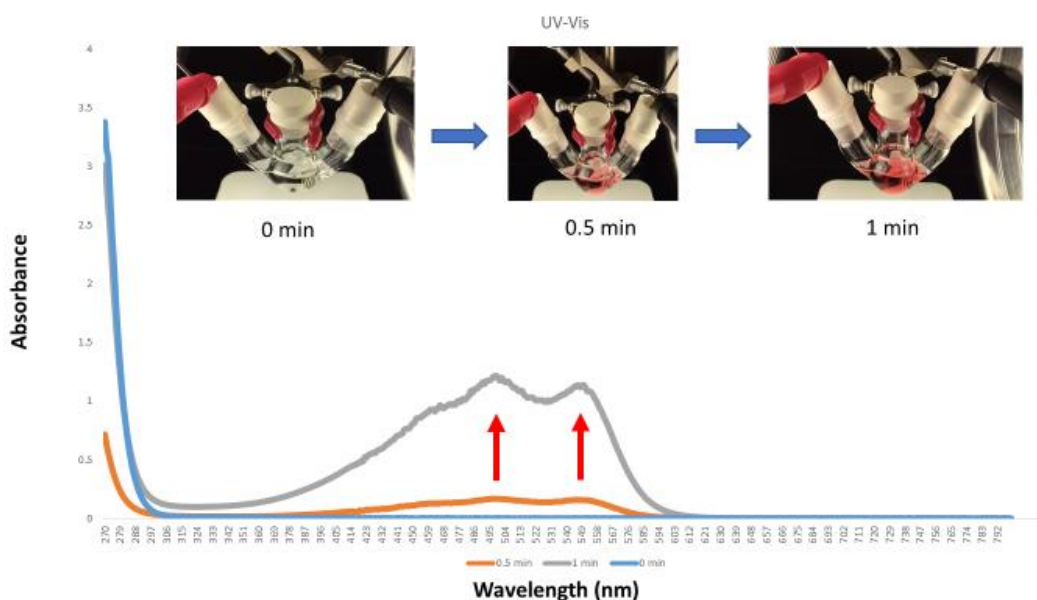 UV-Vis
4
3.5
3
2.5
2
1.5
1
0.5
0
Absorbance
0 min
0.5 min
1 min
270 279 288 297 306 315 324 333 342 351 360 369 378 387 396 405 414 423 432 441 450 459 468 477 486 495 504 513 522 531 540 549 558 567 576 585 594 603 612 621 630 639 648 657 666 675 684 693 702 711 720 729 738 747 756 765 774 783 792
0.5 min 1 min 0 min
Wavelength (nm)